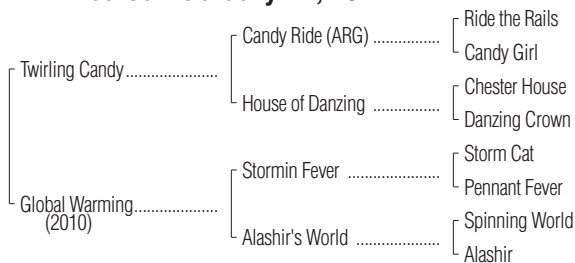 Ride the Rails
Candy Ride (ARG) ................
Candy Girl
Twirling Candy ......................
Chester House
House of Danzing ................
Danzing Crown
Storm Cat
Stormin Fever ......................
Pennant Fever
Global Warming ....................
(2010)
Spinning World
Alashir's World ....................
Alashir